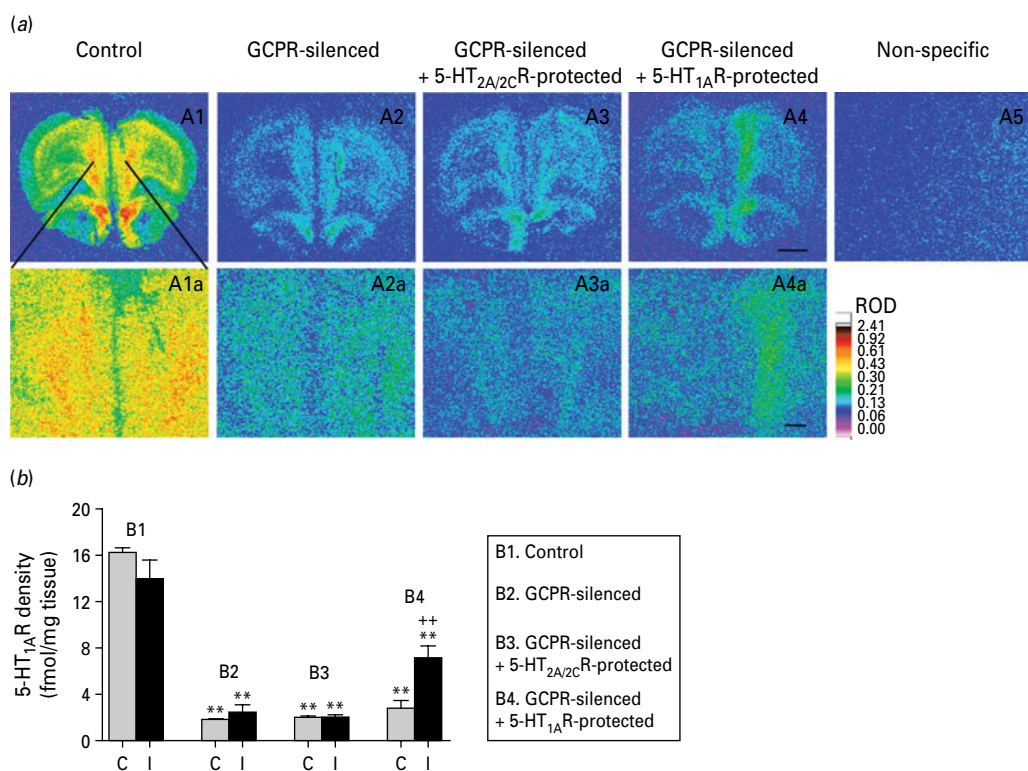 (a)
Control
GCPR-silenced
GCPR-silenced
+ 5-HT2A/2CR-protected
GCPR-silenced
+ 5-HT1AR-protected
Non-specific
A1
A2
A3
A4
A5
A1a
A2a
A3a
A4a
ROD
2.41
0.92
0.61
0.43
0.30
0.21
0.13
0.06
0.00
(b)
5-HT1AR density
(fmol/mg tissue)
20
16
12
8
4
0
B1
B2
** **
B3
** **
B4
++
**
**
C I C I C I C I
B1. Control
B2. GCPR-silenced
B3. GCPR-silenced
+ 5-HT2A/2CR-protected
B4. GCPR-silenced
+ 5-HT1AR-protected